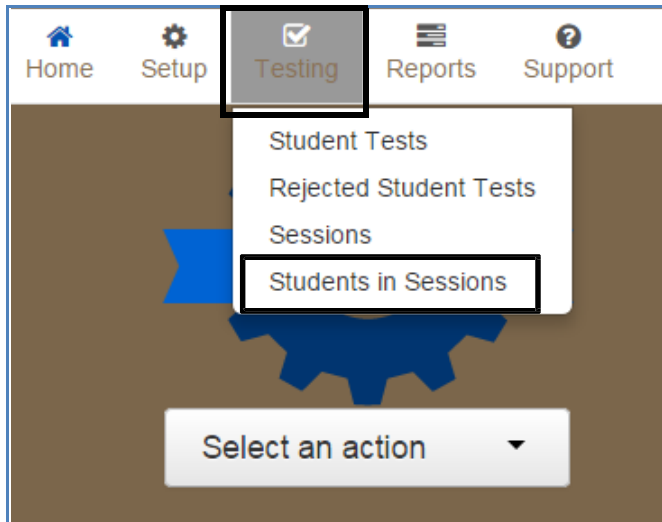 Home Setup Testing Reports Support
Student Tests
Rejected Student Tests
Sessions
Students in Sessions
Select an action